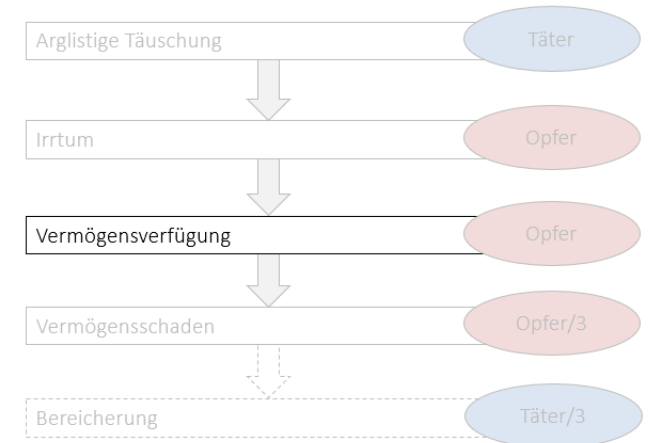 Arglistige Täuschung Täter
Irrtum Opfer
Vermögensverfügung Opfer
Vermögensschaden Opfer/3
Bereicherung Täter/3